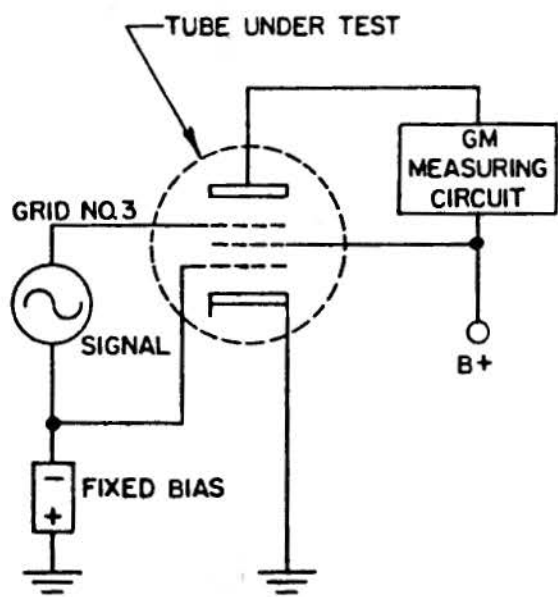 TUBE UNDER TEST
GM
MEASURING
CIRCUIT
GRID NO.3
SIGNAL
B+
−
+
FIXED BIAS